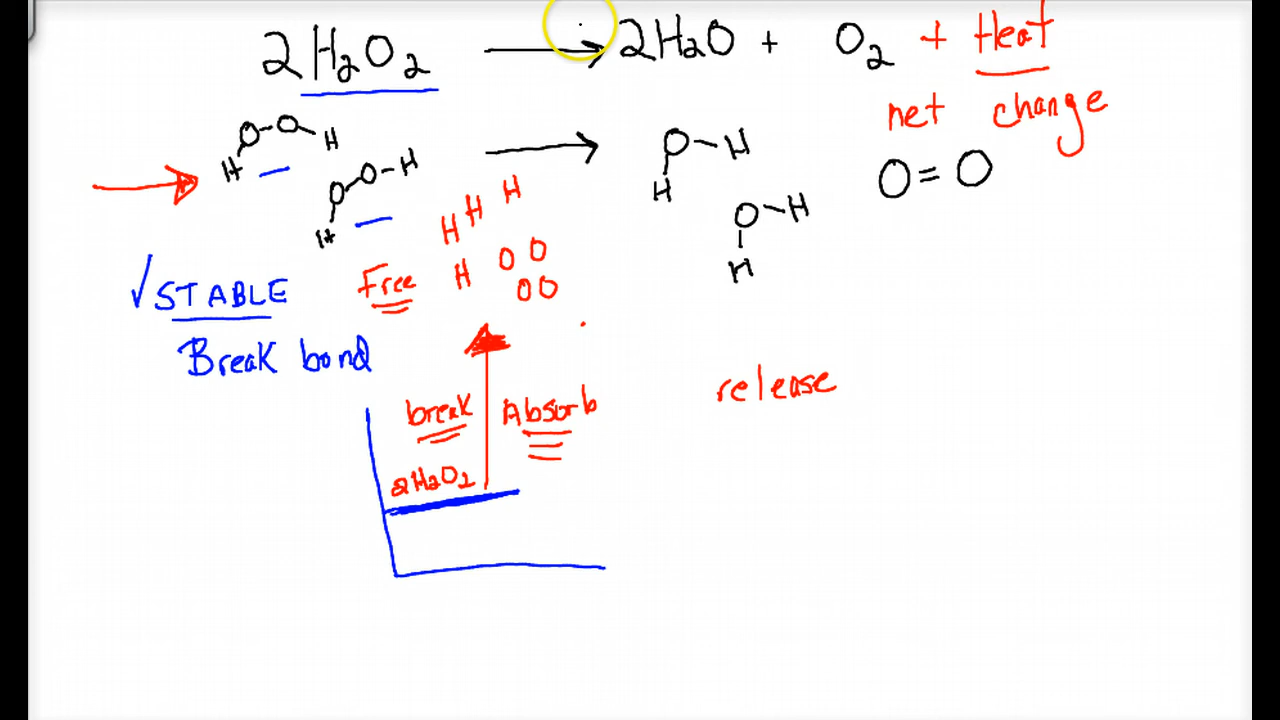 2H₂O₂ → 2H₂O + O₂ + Heat
net change
O-O-H → O-H O=O
H H
O-O-H H H H O-H
H H
√STABLE Free H O O
O O
Break bond
break Absorb release
2H₂O₂